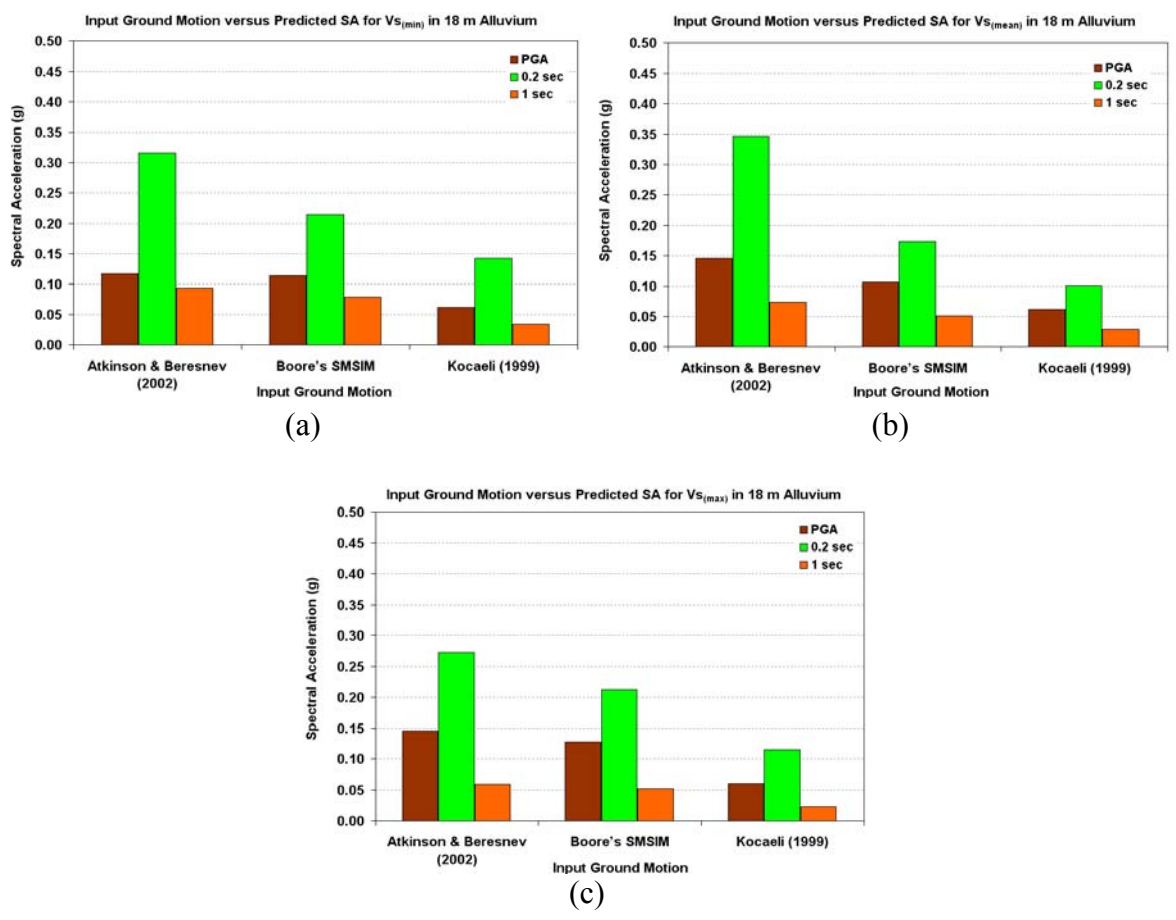 Input Ground Motion versus Predicted SA for Vs(min) in 18 m Alluvium
0.50
0.45
0.40
0.35
0.30
0.25
0.20
0.15
0.10
0.05
0.00
Spectral Acceleration (g)
PGA
0.2 sec
1 sec
Atkinson & Beresnev
(2002)
Boore's SMSIM
Kocaeli (1999)
Input Ground Motion
(a)
Input Ground Motion versus Predicted SA for Vs(mean) in 18 m Alluvium
0.50
0.45
0.40
0.35
0.30
0.25
0.20
0.15
0.10
0.05
0.00
Spectral Acceleration (g)
PGA
0.2 sec
1 sec
Atkinson & Beresnev
(2002)
Boore's SMSIM
Kocaeli (1999)
Input Ground Motion
(b)
Input Ground Motion versus Predicted SA for Vs(max) in 18 m Alluvium
0.50
0.45
0.40
0.35
0.30
0.25
0.20
0.15
0.10
0.05
0.00
Spectral Acceleration (g)
PGA
0.2 sec
1 sec
Atkinson & Beresnev
(2002)
Boore's SMSIM
Kocaeli (1999)
Input Ground Motion
(c)